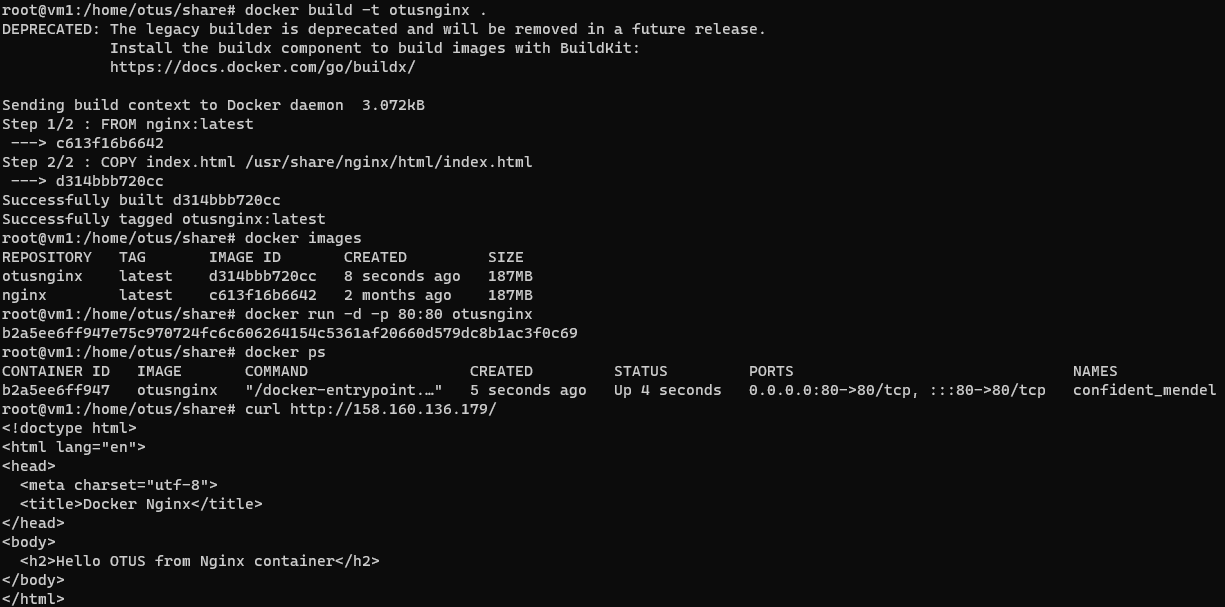 root@vm1:/home/otus/share# docker build -t otusnginx .
DEPRECATED: The legacy builder is deprecated and will be removed in a future release.
            Install the buildx component to build images with BuildKit:
            https://docs.docker.com/go/buildx/

Sending build context to Docker daemon  3.072kB
Step 1/2 : FROM nginx:latest
 ---> c613f16b6642
Step 2/2 : COPY index.html /usr/share/nginx/html/index.html
 ---> d314bbb720cc
Successfully built d314bbb720cc
Successfully tagged otusnginx:latest
root@vm1:/home/otus/share# docker images
REPOSITORY   TAG       IMAGE ID       CREATED         SIZE
otusnginx    latest    d314bbb720cc   8 seconds ago   187MB
nginx        latest    c613f16b6642   2 months ago    187MB
root@vm1:/home/otus/share# docker run -d -p 80:80 otusnginx
b2a5ee6ff947e75c970724fc6c606264154c5361af20660d579dc8b1ac3f0c69
root@vm1:/home/otus/share# docker ps
CONTAINER ID   IMAGE       COMMAND                  CREATED         STATUS         PORTS                               NAMES
b2a5ee6ff947   otusnginx   "/docker-entrypoint.…"   5 seconds ago   Up 4 seconds   0.0.0.0:80->80/tcp, :::80->80/tcp   confident_mendel
root@vm1:/home/otus/share# curl http://158.160.136.179/
<!doctype html>
<html lang="en">
<head>
  <meta charset="utf-8">
  <title>Docker Nginx</title>
</head>
<body>
  <h2>Hello OTUS from Nginx container</h2>
</body>
</html>